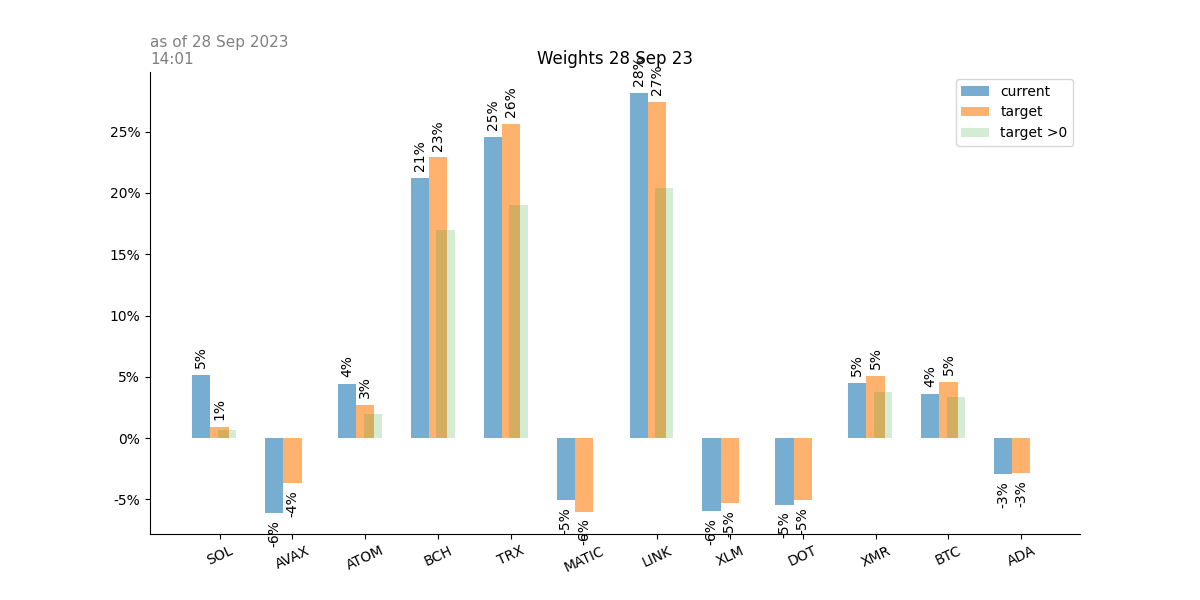 as of 28 Sep 2023
14:01
Weights 28 Sep 23
current
target
target >0
25%
20%
15%
10%
5%
0%
-5%
5%
1%
-6%
-4%
4%
3%
21%
23%
25%
26%
-5%
-6%
28%
27%
-6%
-5%
-5%
-5%
5%
5%
4%
5%
-3%
-3%
SOL
AVAX
ATOM
BCH
TRX
MATIC
LINK
XLM
DOT
XMR
BTC
ADA